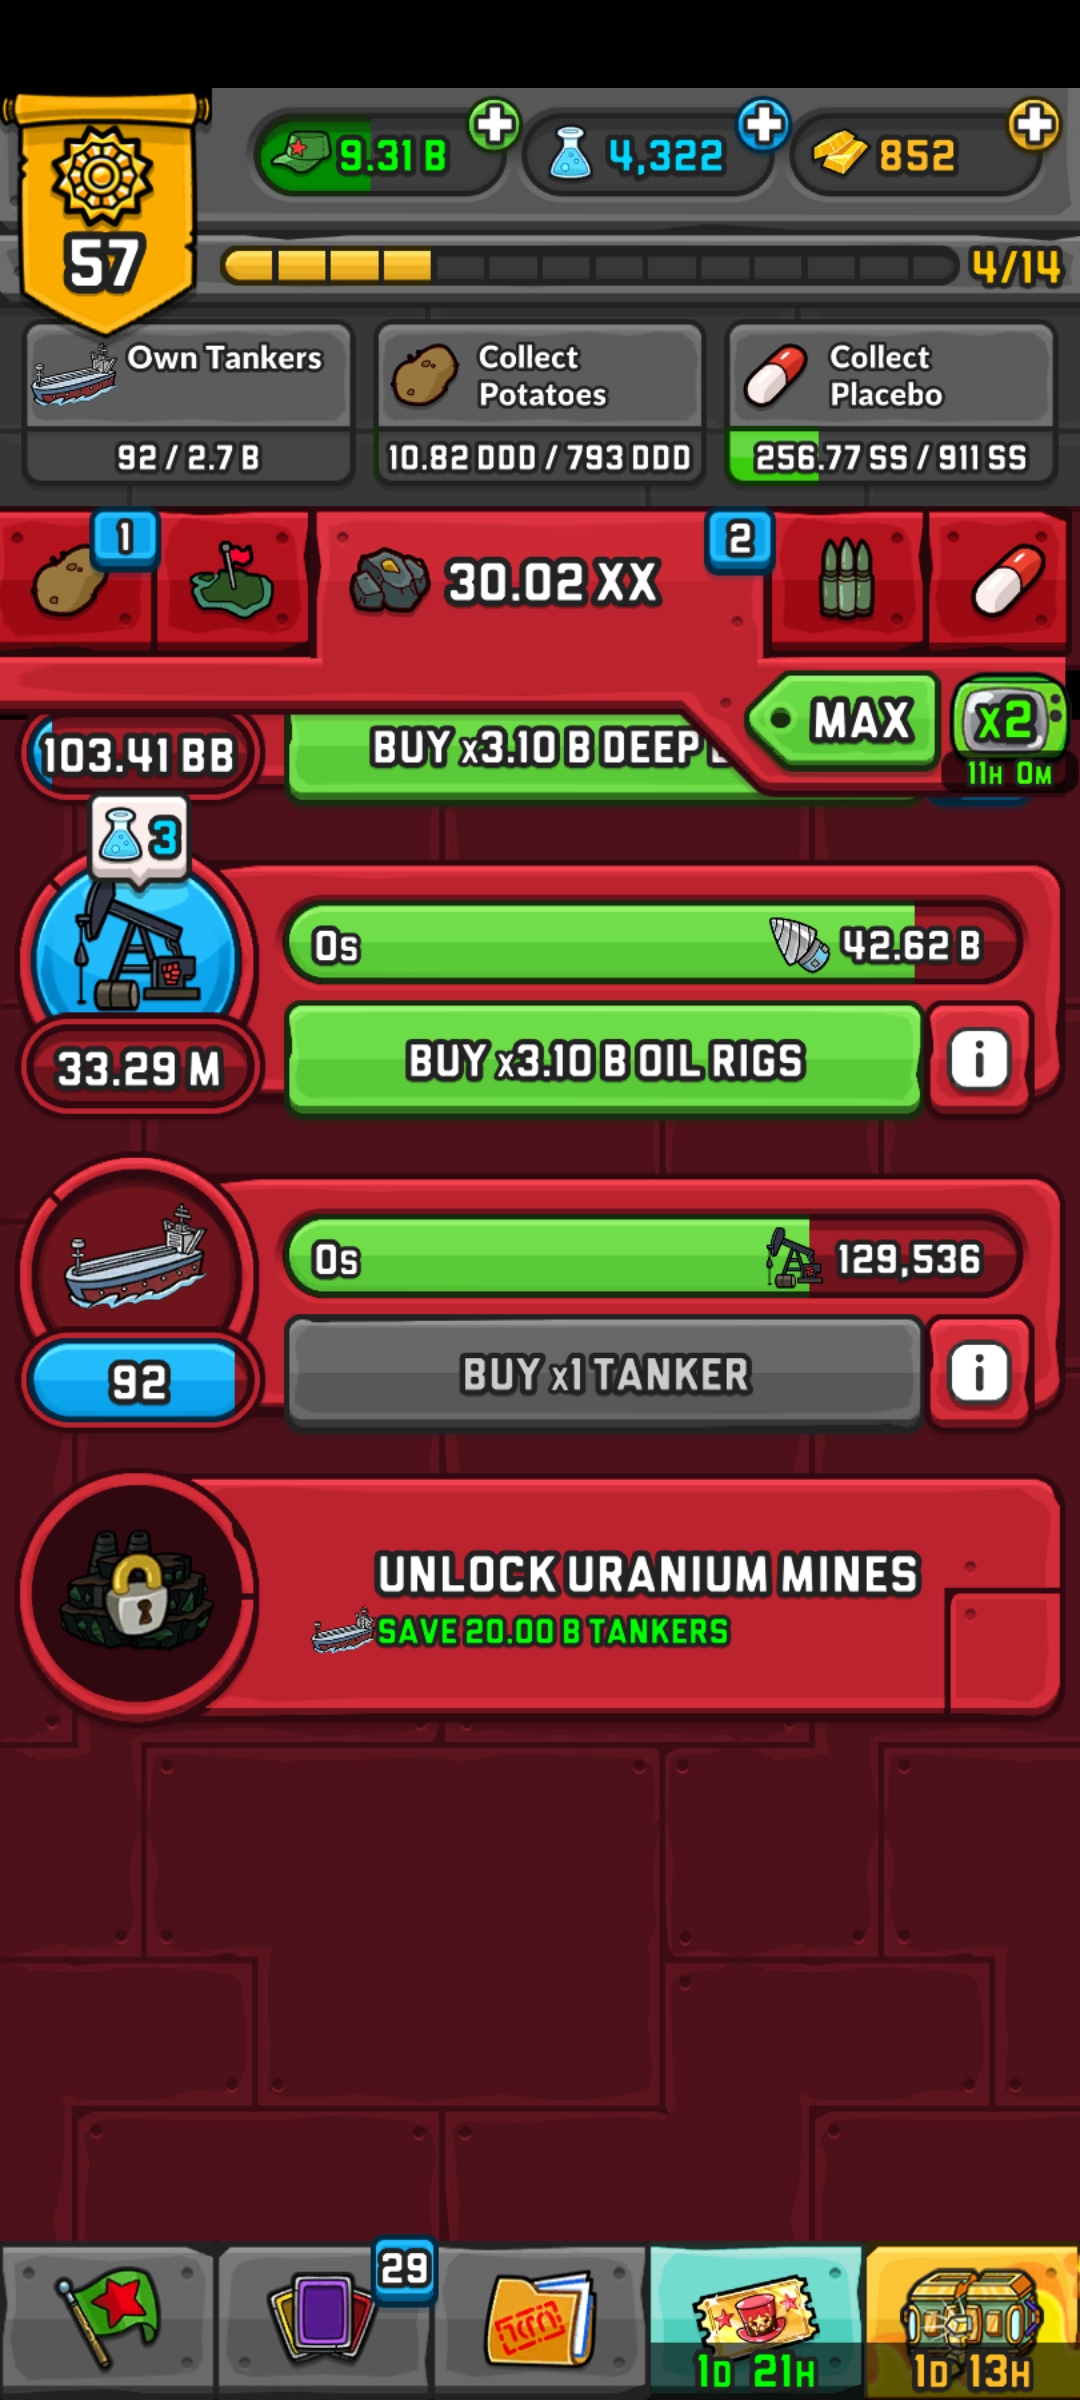 9.31 B
4,322
852
57
4/14
Own Tankers
92 / 2.7 B
Collect
Potatoes
10.82 DDD / 793 DDD
Collect
Placebo
256.77 SS / 911 SS
1
30.02 XX
2
MAX
x2
11H 0M
103.41 BB
BUY x3.10 B DEEP
3
0s
42.62 B
33.29 M
BUY x3.10 B OIL RIGS
i
0s
129,536
92
BUY x1 TANKER
i
UNLOCK URANIUM MINES
SAVE 20.00 B TANKERS
29
1D 21H
1D 13H